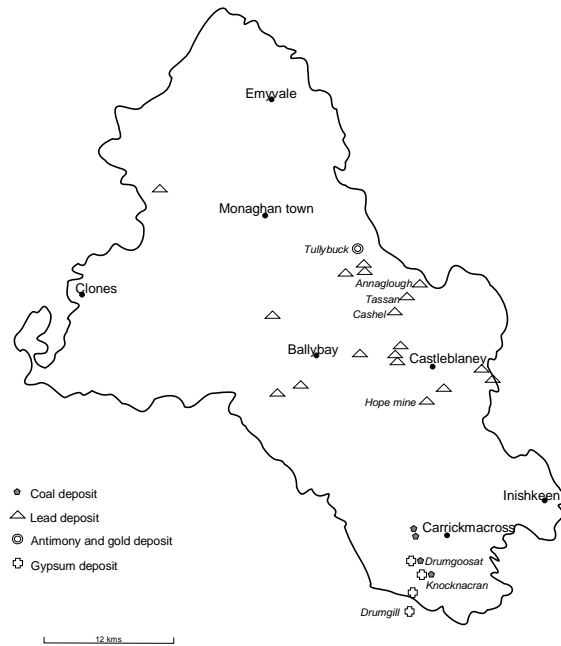 Emyvale
Monaghan town
Tullybuck
Annaglough
Clones
Tassan
Cashel
Ballybay
Castleblaney
Hope mine
Inishkeen
Coal deposit
Lead deposit
Carrickmacross
Antimony and gold deposit
Drumgoosat
Gypsum deposit
Knocknacran
Drumgill
12 kms